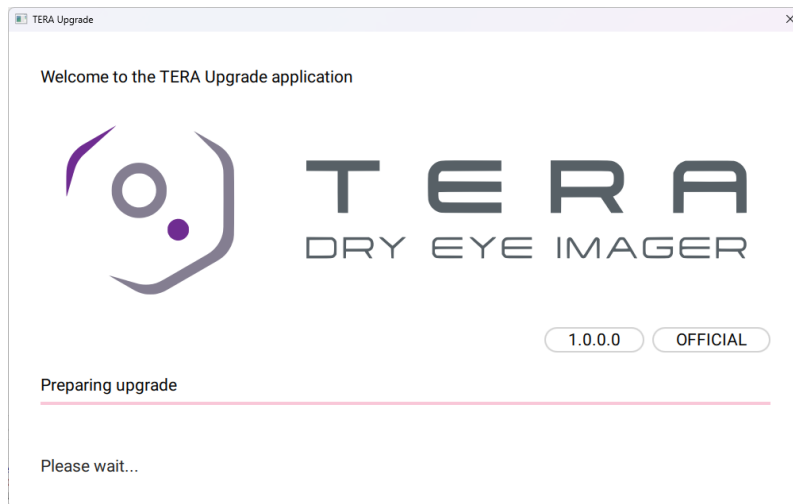 TERA Upgrade
Welcome to the TERA Upgrade application
TERA
DRY EYE IMAGER
1.0.0.0 OFFICIAL
Preparing upgrade
Please wait...